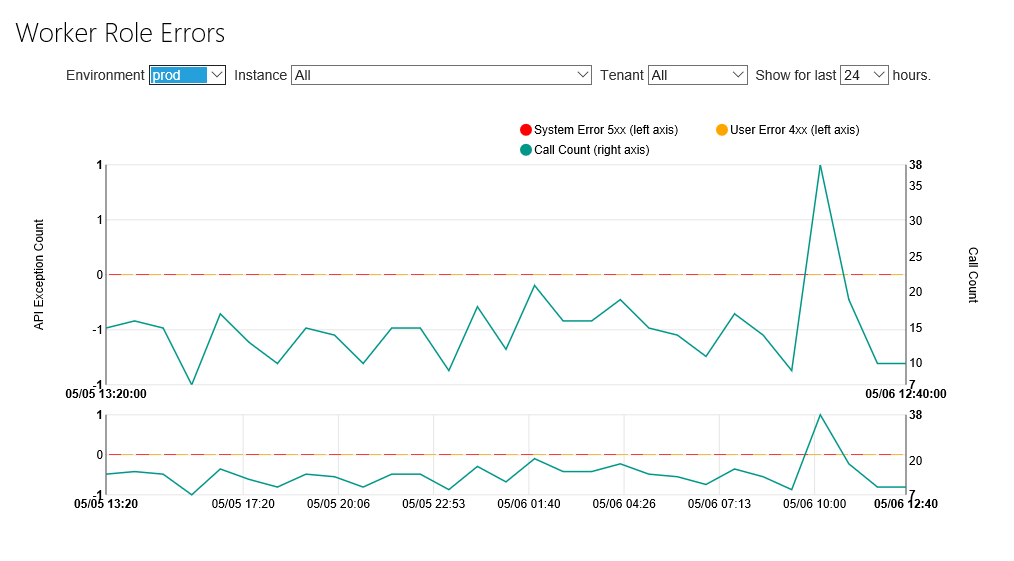 Worker Role Errors
Environment prod Instance All Tenant All Show for last 24 hours.
System Error 5xx (left axis) User Error 4xx (left axis)
Call Count (right axis)
1 38
35
1 30
25
0
20
-1 15
10
-1 7
API Exception Count
Call Count
05/05 13:20:00 05/06 12:40:00
1 38
0 20
-1 7
05/05 13:20 05/05 17:20 05/05 20:06 05/05 22:53 05/06 01:40 05/06 04:26 05/06 07:13 05/06 10:00 05/06 12:40